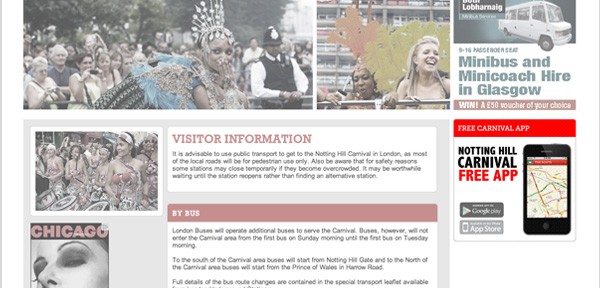 Lobharnaig
Minibus Services
9-16 PASSENGER SEAT
Minibus and
Minicoach Hire
in Glasgow
WIN! A £50 voucher of your choice
VISITOR INFORMATION
It is advisable to use public transport to get to the Notting Hill Carnival in London, as most
of the local roads will be for pedestrian use only. Also be aware that for safety reasons
some stations may close temporarily if they become overcrowded. It may be worthwhile
waiting until the station reopens rather than finding an alternative station.
BY BUS
London Buses will operate additional buses to serve the Carnival. Buses, however, will not
enter the Carnival area from the first bus on Sunday morning until the first bus on Tuesday
morning.
To the south of the Carnival area buses will start from Notting Hill Gate and to the North of
the Carnival area buses will start from the Prince of Wales in Harrow Road.
Full details of the bus route changes are contained in the special transport leaflet available
FREE CARNIVAL APP
NOTTING HILL
CARNIVAL
FREE APP
Google play
App Store
CHICAGO